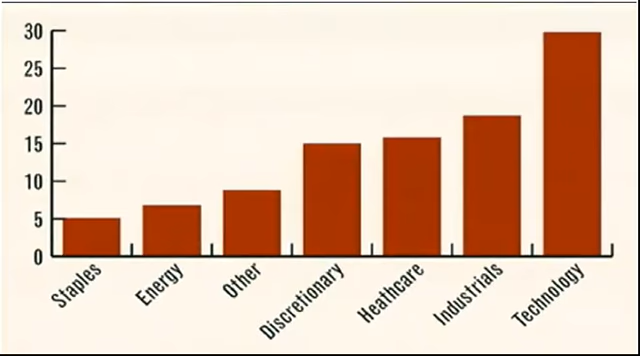 30
25
20
15
10
5
0
Staples
Energy
Other
Discretionary
Heathcare
Industrials
Technology